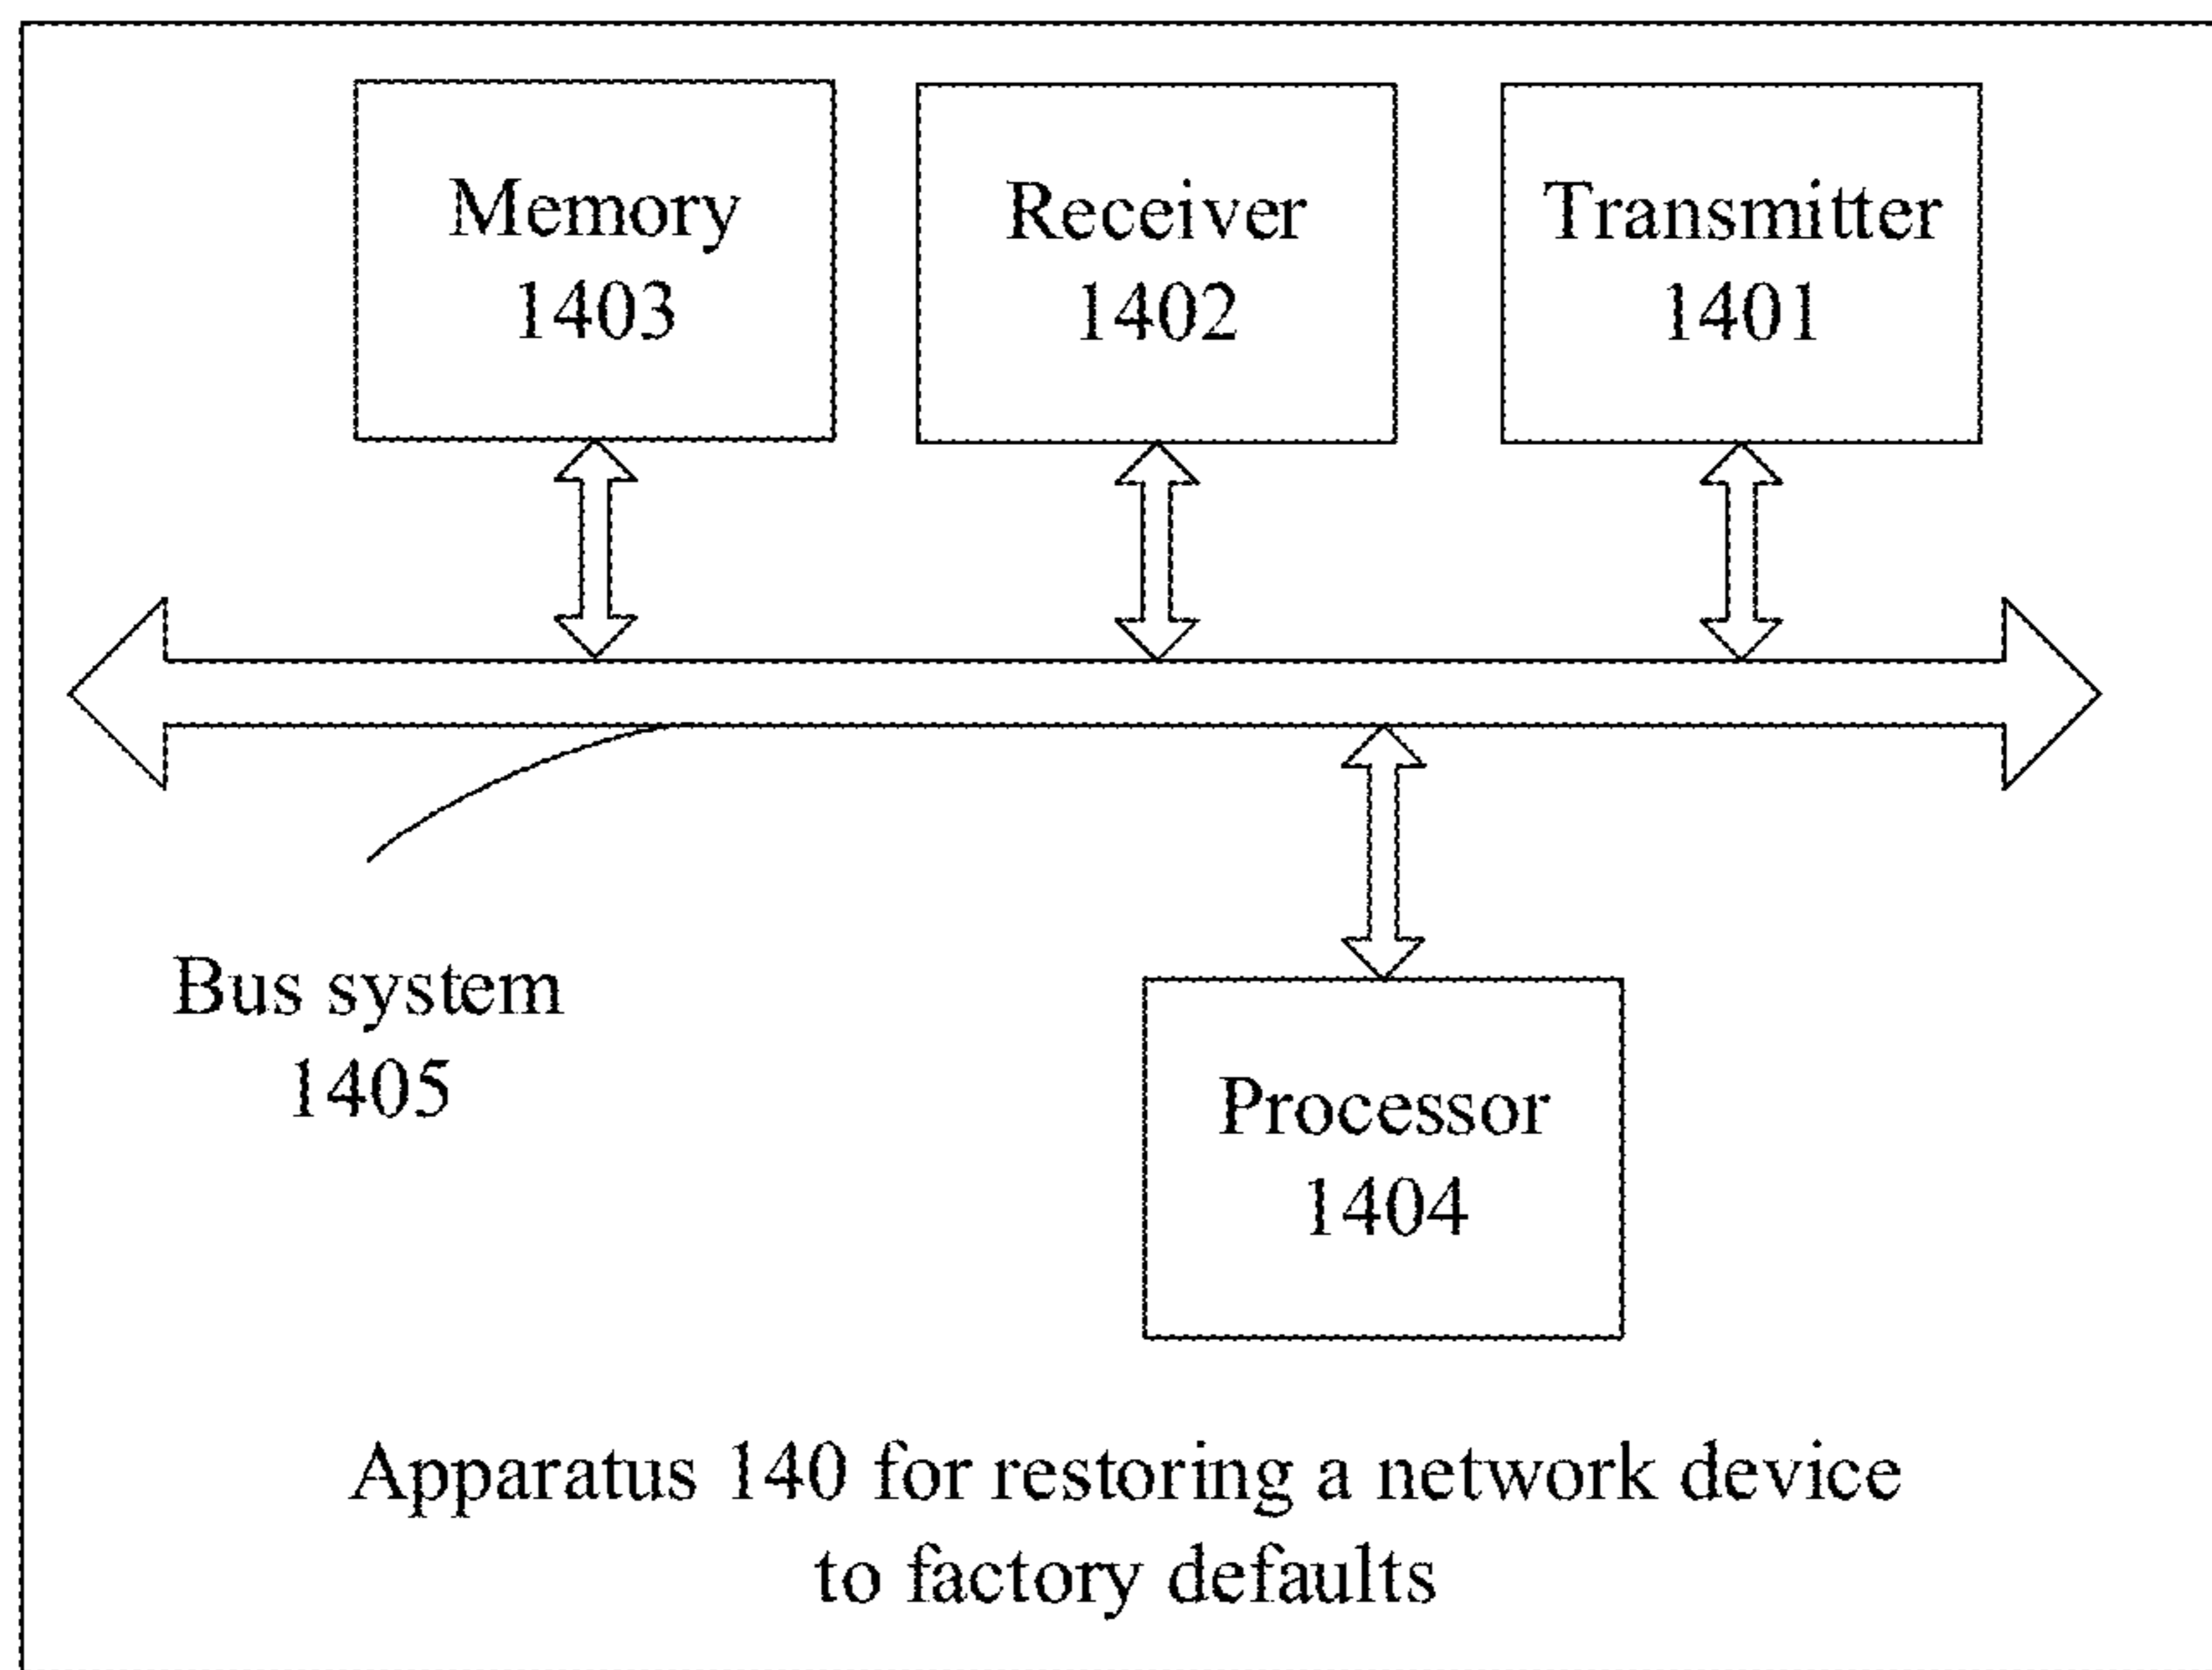 Memory
1403
Receiver
1402
Transmitter
1401
Bus system
1405
Processor
1404
Apparatus 140 for restoring a network device
to factory defaults